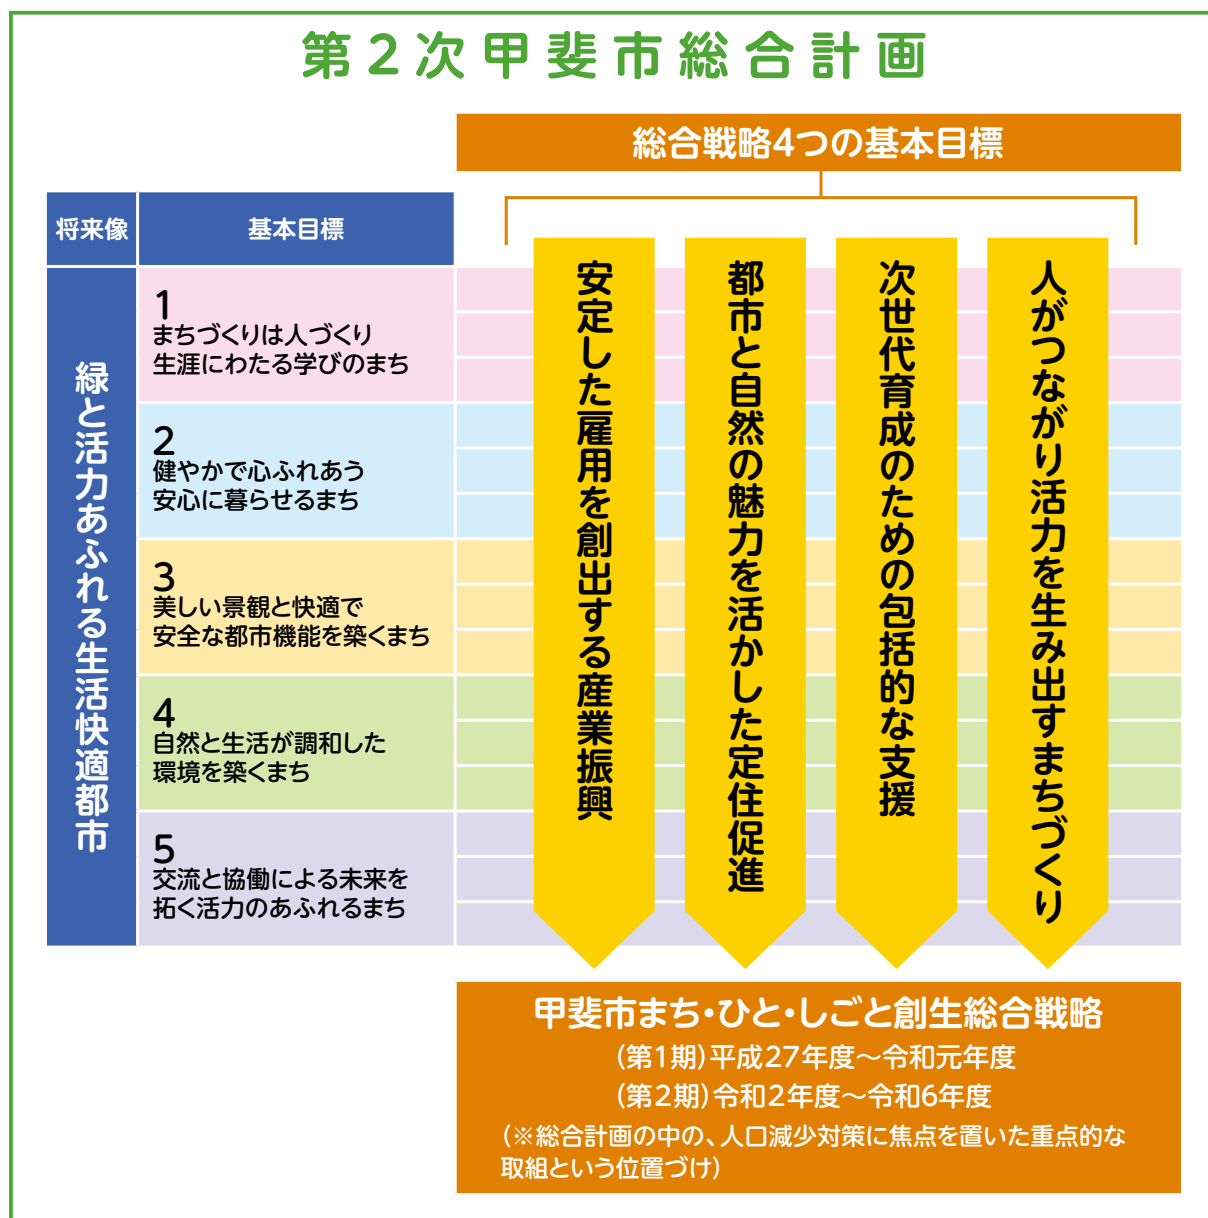 第2次甲斐市総合計画
総合戦略4つの基本目標
将来像
基本目標
緑と活力あふれる生活快適都市
1
まちづくりは人づくり
生涯にわたる学びのまち
2
健やかで心ふれあう
安心に暮らせるまち
3
美しい景観と快適で
安全な都市機能を築くまち
4
自然と生活が調和した
環境を築くまち
5
交流と協働による未来を
拓く活力のあふれるまち
安定した雇用を創出する産業振興
都市と自然の魅力を活かした定住促進
次世代育成のための包括的な支援
人がつながり活力を生み出すまちづくり
甲斐市まち・ひと・しごと創生総合戦略
(第1期)平成27年度～令和元年度
(第2期)令和2年度～令和6年度
(※総合計画の中の、人口減少対策に焦点を置いた重点的な
取組という位置づけ)